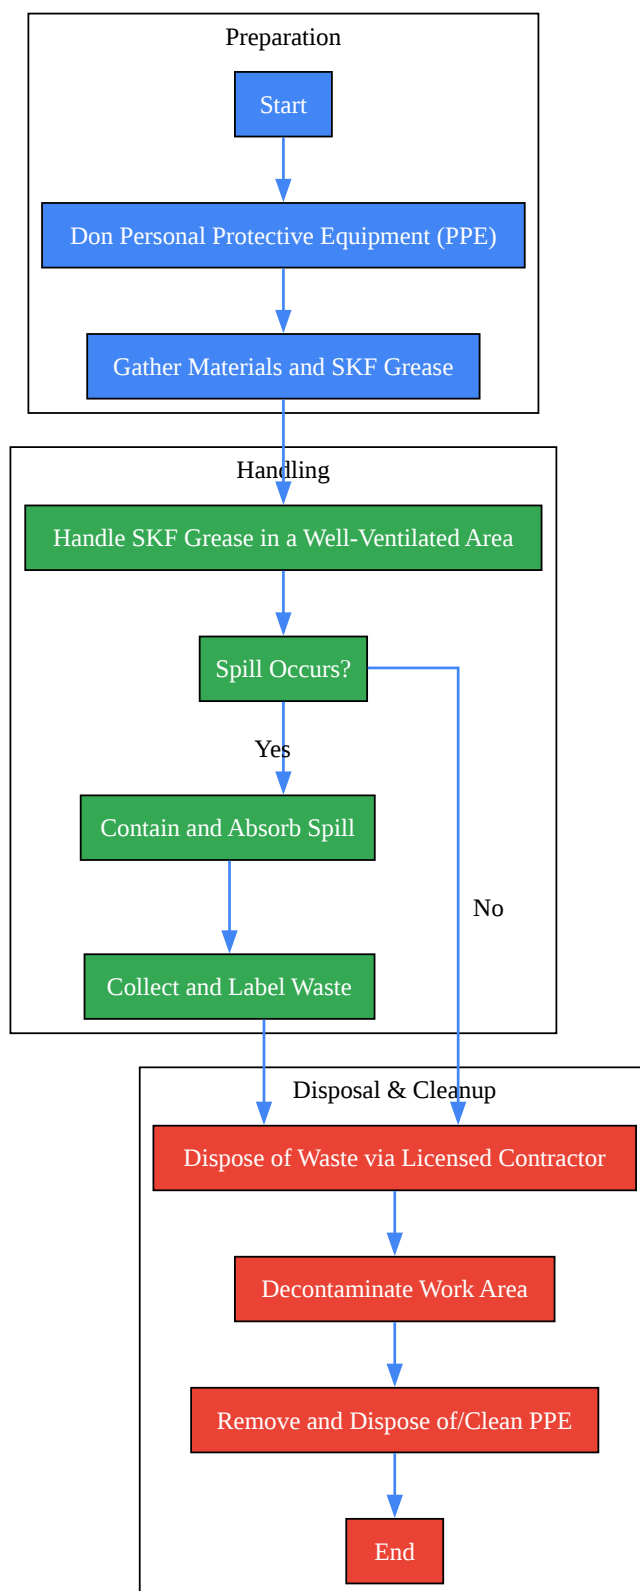 Preparation
Start
Don Personal Protective Equipment (PPE)
Gather Materials and SKF Grease
Handling
Handle SKF Grease in a Well-Ventilated Area
Spill Occurs?
Yes
Contain and Absorb Spill
No
Collect and Label Waste
Disposal & Cleanup
Dispose of Waste via Licensed Contractor
Decontaminate Work Area
Remove and Dispose of/Clean PPE
End